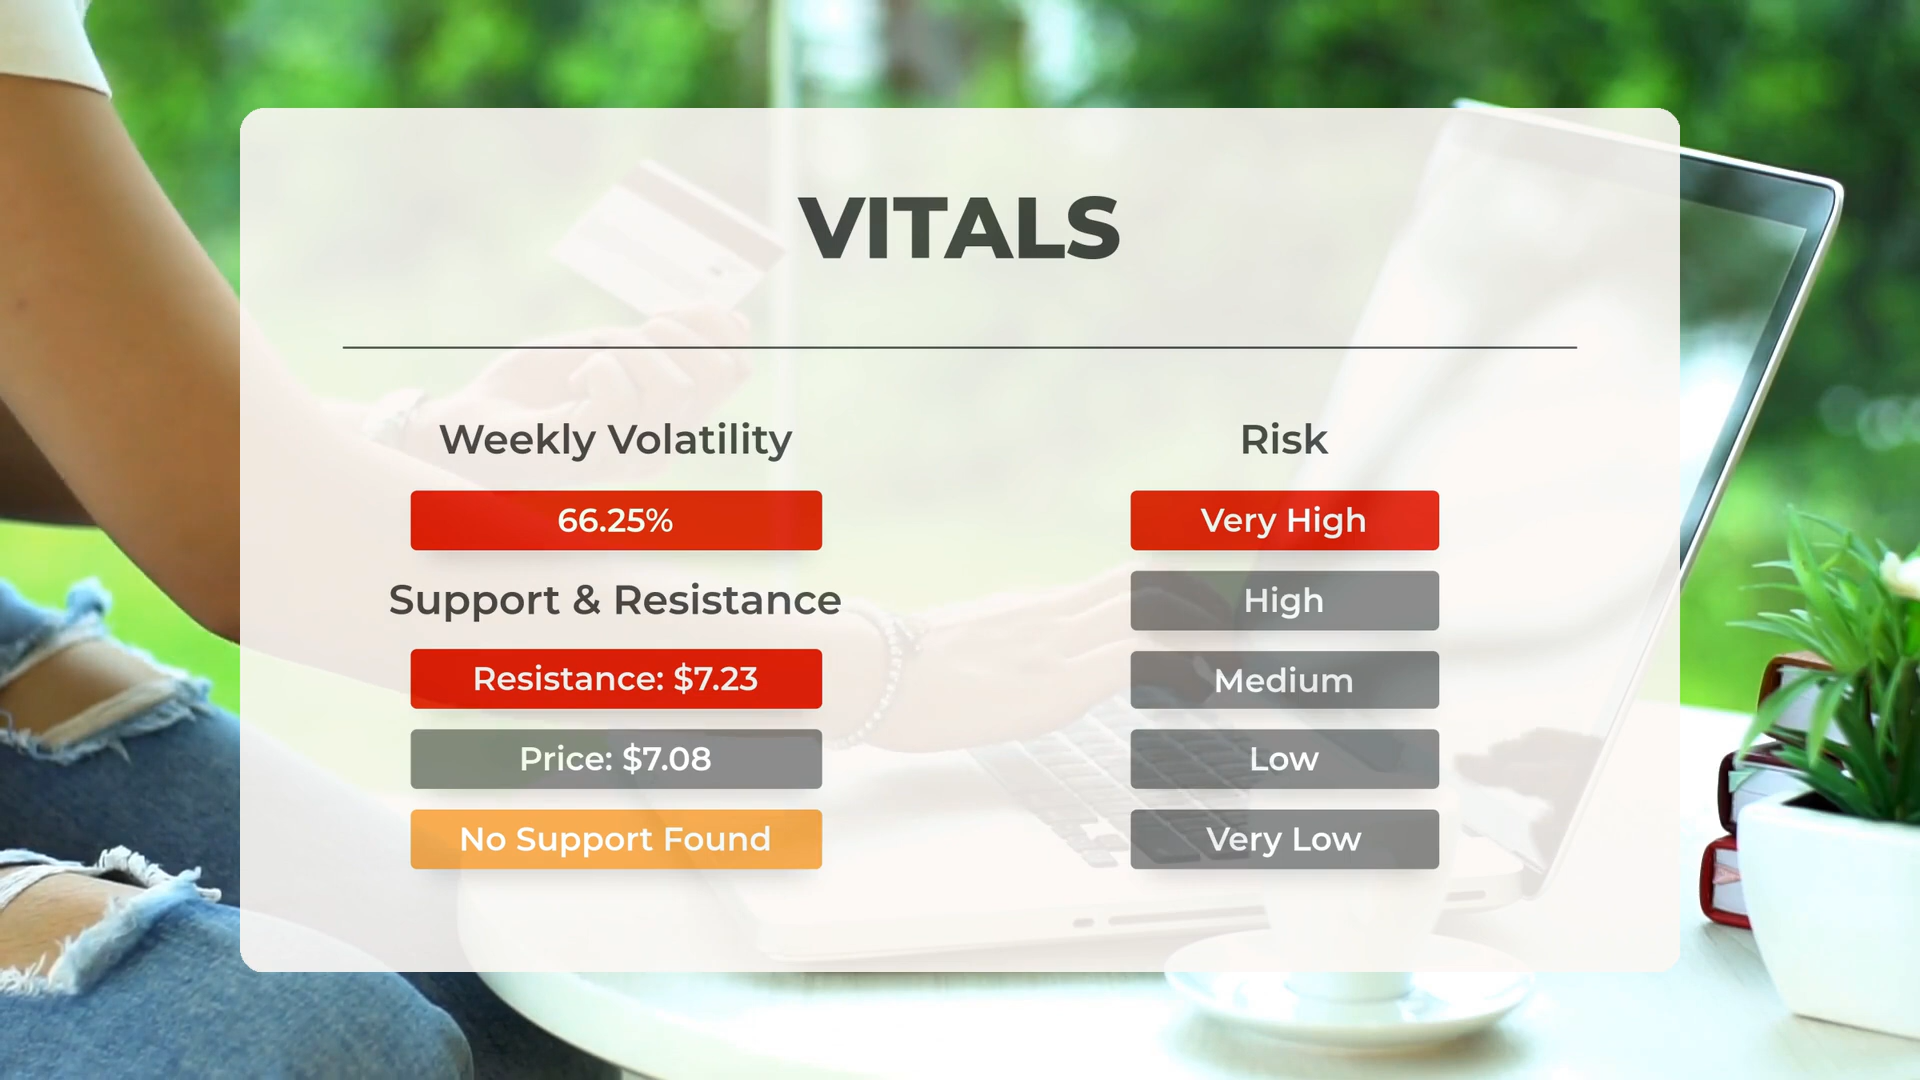 VITALS
Weekly Volatility
66.25%
Support & Resistance
Resistance: $7.23
Price: $7.08
No Support Found
Risk
Very High
High
Medium
Low
Very Low